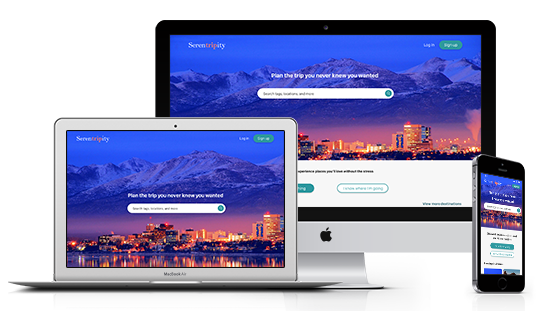 Serentripity
Log in
Sign up
Plan the trip you never knew you wanted
Search tags, locations, and more
experience places you'll love without the stress.
I know where I'm going
View more destinations
Serentripity
Log in
Sign up
Plan the trip you never knew you wanted
Search tags, locations, and more
MacBook Air